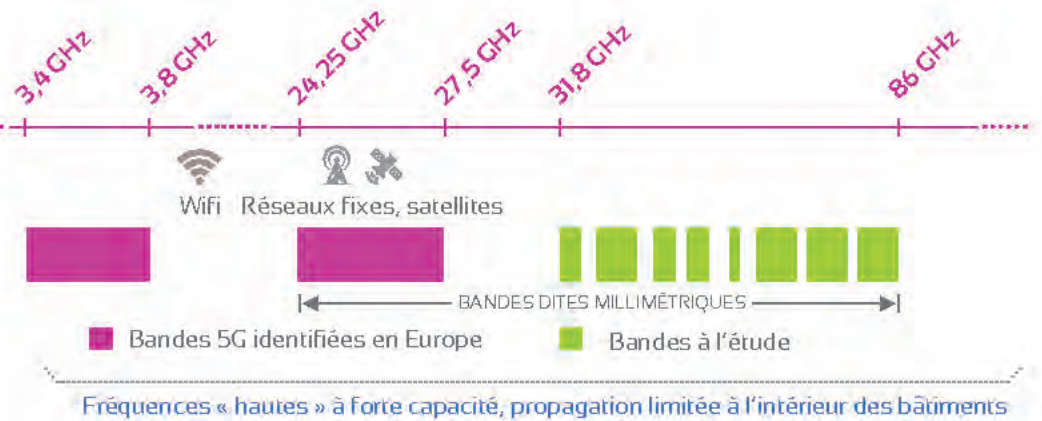 3,4 GHz 3,8 GHz 24,25 GHz 27,5 GHz 31,8 GHz 86 GHz
Wifi Réseaux fixes, satellites
BANDES DITES MILLIMÉTRIQUES
Bandes 5G identifiées en Europe Bandes à l'étude
Fréquences « hautes » à forte capacité, propagation limitée à l'intérieur des bâtiments